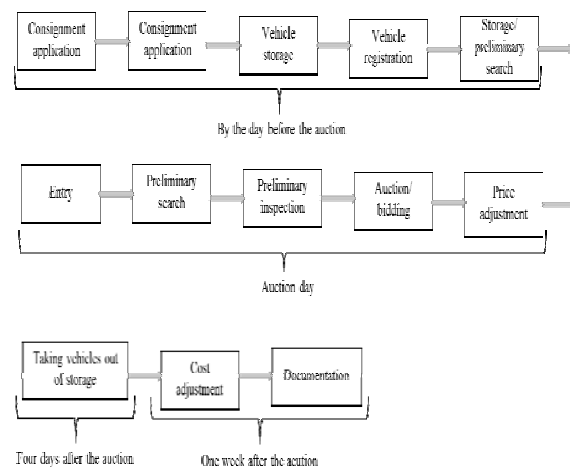 Consignment
application
Consignment
application
Vehicle
storage
Vehicle
registration
Storage/
preliminary
search
By the day before the auction
Entry
Preliminary
search
Preliminary
inspection
Auction/
bidding
Price
adjustment
Auction day
Taking vehicles out
of storage
Cost
adjustment
Documentation
Four days after the auction
One week after the aeution